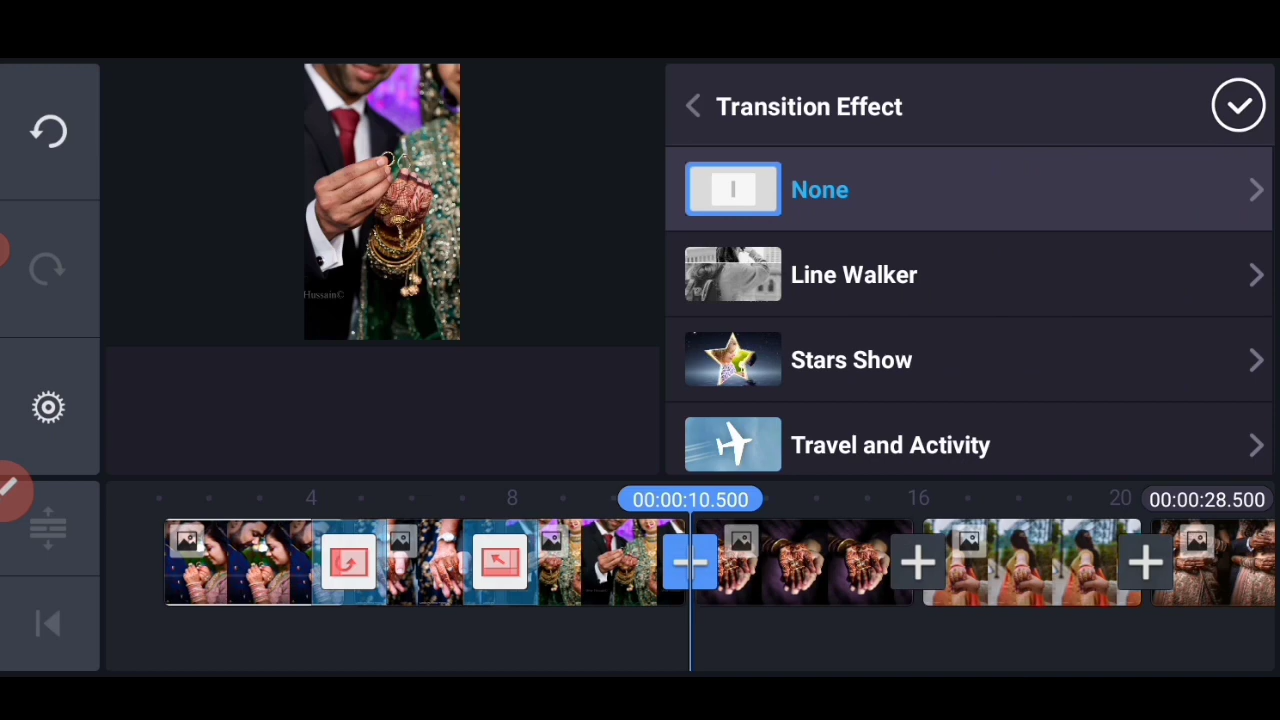 Transition Effect
None
Line Walker
Stars Show
Travel and Activity
Hussain©
4
8
00:00:10.500
16
20
00:00:28.500